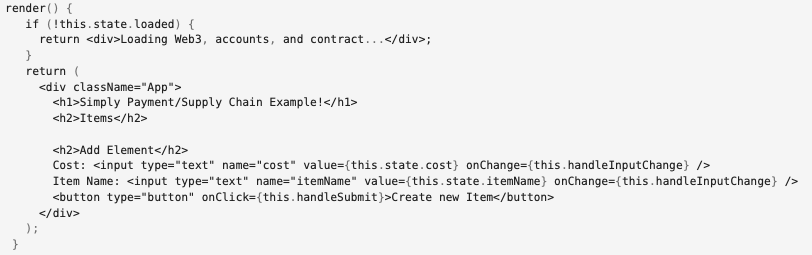 render() {
if (!this.state.loaded) {
return <div>Loading Web3, accounts, and contract...</div>;
}
return (
<div className="App">
<h1>Simply Payment/Supply Chain Example!</h1>
<h2>Items</h2>
<h2>Add Element</h2>
Cost: <input type="text" name="cost" value={this.state.cost} onChange={this.handleInputChange} />
Item Name: <input type="text" name="itemName" value={this.state.itemName} onChange={this.handleInputChange} />
<button type="button" onClick={this.handleSubmit}>Create new Item</button>
</div>
);
}